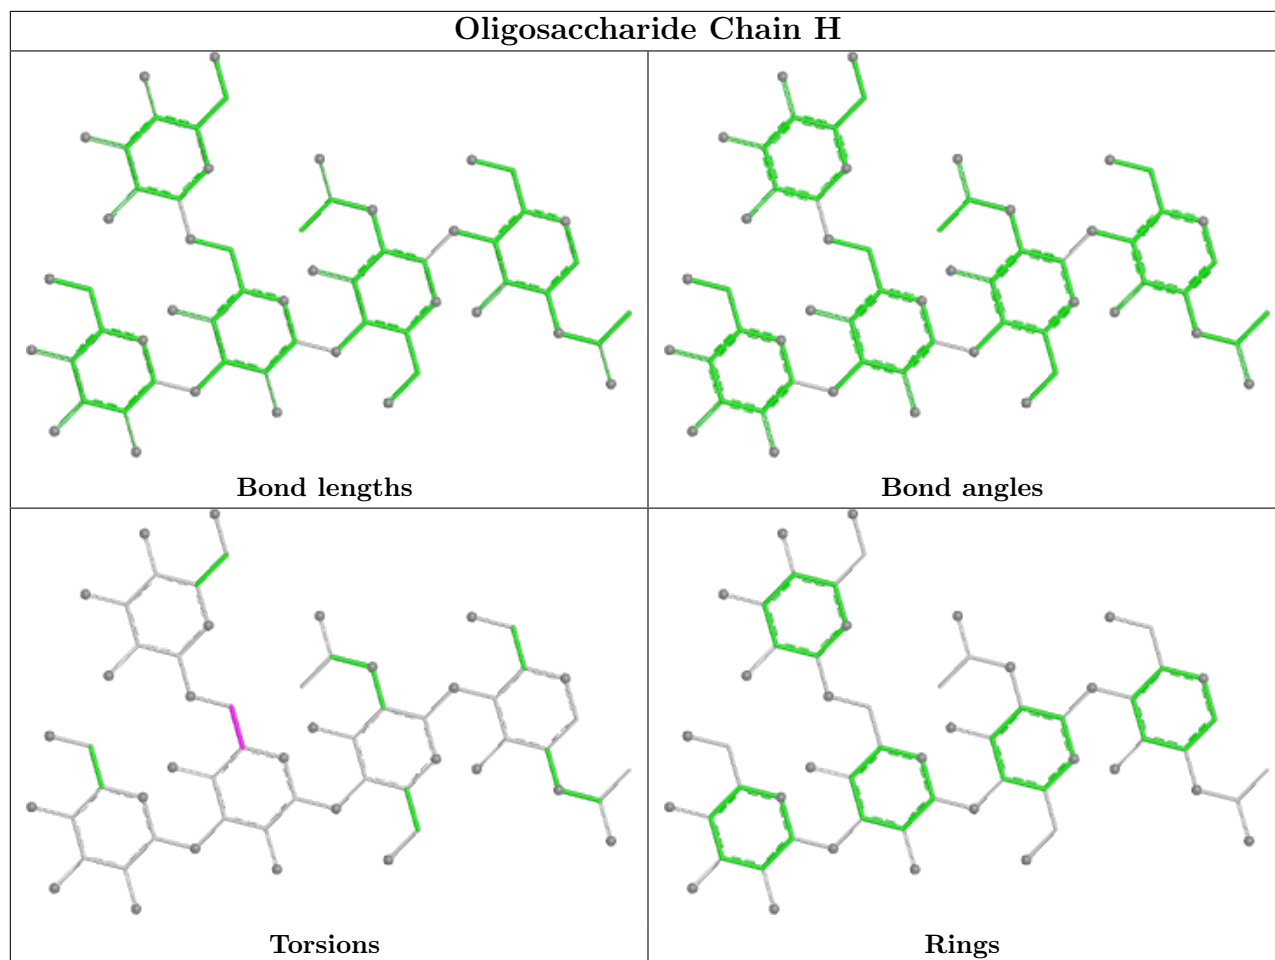 Oligosaccharide Chain H
Bond lengths
Bond angles
Torsions
Rings